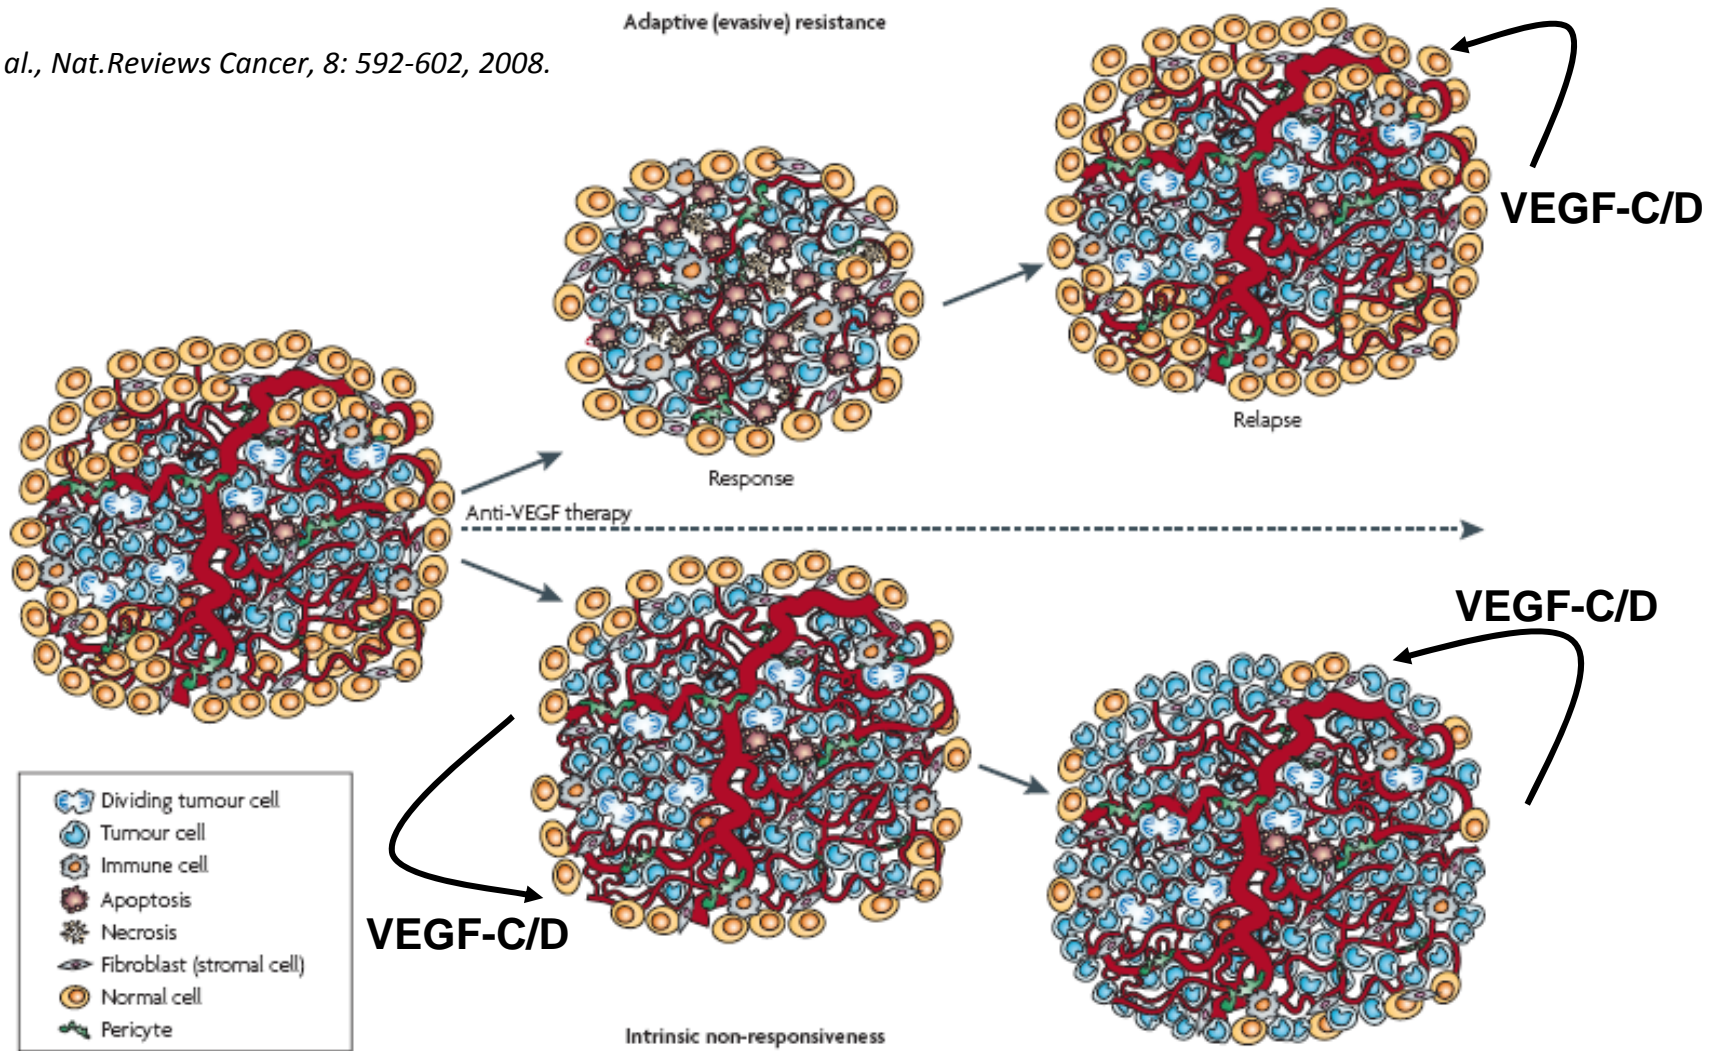 Adaptive (evasive) resistance
al., Nat.Reviews Cancer, 8: 592-602, 2008.
VEGF-C/D
Relapse
Response
Anti-VEGF therapy
VEGF-C/D
VEGF-C/D
Dividing tumour cell
Tumour cell
Immune cell
Apoptosis
Necrosis
Fibroblast (stromal cell)
Normal cell
Pericyte
Intrinsic non-responsiveness